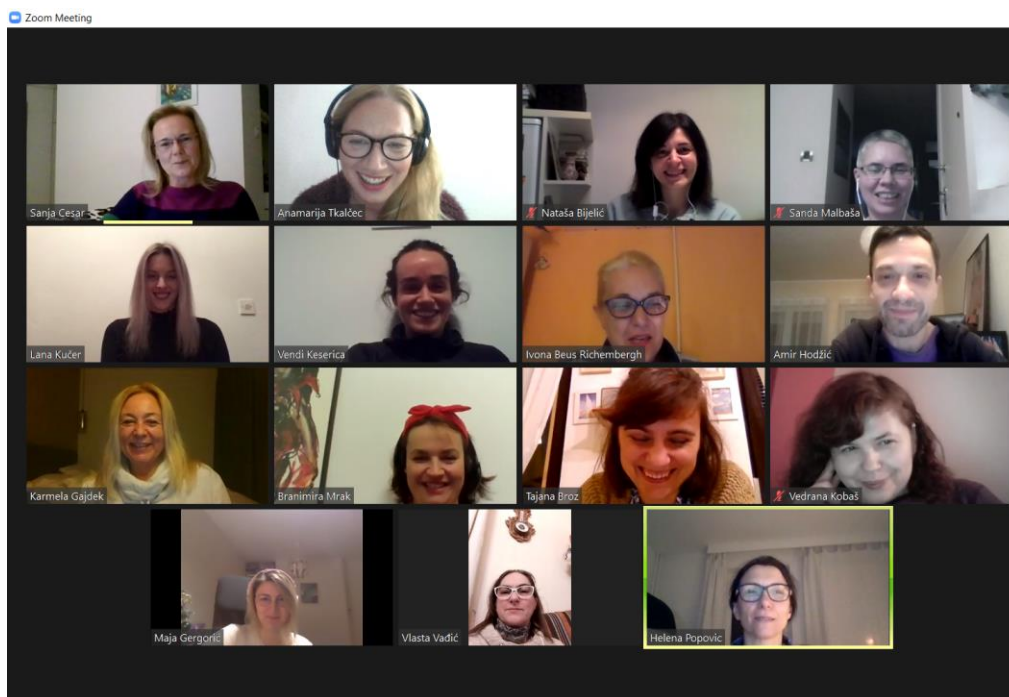 Zoom Meeting
Sanja Cesar
Anamarija Tkalčec
Nataša Bijelić
Sanda Malbaša
Lana Kučer
Vendi Keserica
Ivona Beus Richembergh
Amir Hodžić
Karmela Gajdek
Branimira Mrak
Tajana Broz
Vedrana Kobaš
Maja Gergorić
Vlasta Vađić
Helena Popovic